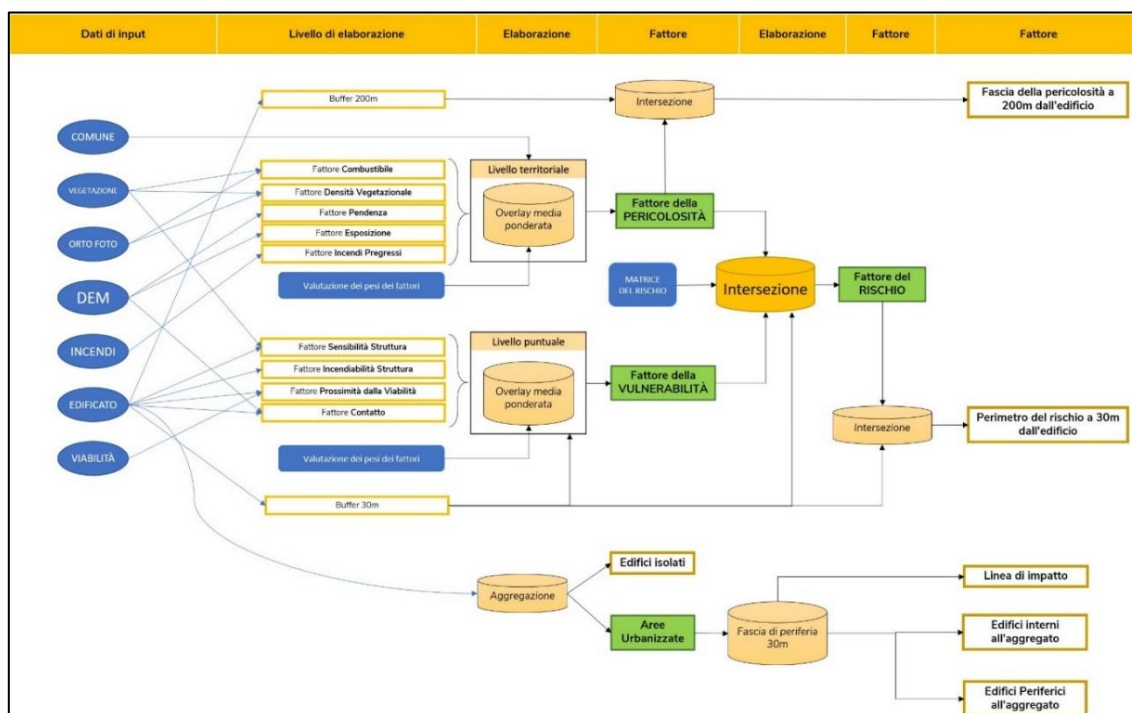 Dati di input
Livello di elaborazione
Elaborazione
Fattore
Elaborazione
Fattore
Fattore
Buffer 200m
Intersezione
Fascia della pericolosità a
200m dall'edificio
COMUNE
VEGETAZIONE
ORTO FOTO
DEM
INCENDI
EDIFICATO
VIABILITÀ
Fattore Combustibile
Fattore Densità Vegetazionale
Fattore Pendenza
Fattore Esposizione
Fattore Incendi Pregressi
Valutazione dei pesi dei fattori
Livello territoriale
Overlay media
ponderata
Fattore della
PERICOLOSITÀ
MATRICE
DEL RISCHIO
Intersezione
Fattore del
RISCHIO
Fattore Sensibilità Struttura
Fattore Incendiabilità Struttura
Fattore Prossimità dalla Viabilità
Fattore Contatto
Valutazione dei pesi dei fattori
Livello puntuale
Overlay media
ponderata
Fattore della
VULNERABILITÀ
Intersezione
Perimetro del rischio a 30m
dall'edificio
Buffer 30m
Aggregazione
Edifici isolati
Aree
Urbanizzate
Fascia di periferia
30m
Linea di impatto
Edifici interni
all'aggregato
Edifici Periferici
all'aggregato